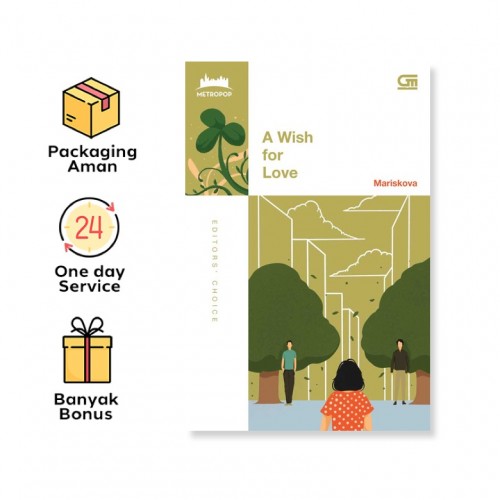 Packaging
Aman
24
One day
Service
Banyak
Bonus
METROPOP
GM
A Wish
for
Love
Mariskova
EDITORS' CHOICE